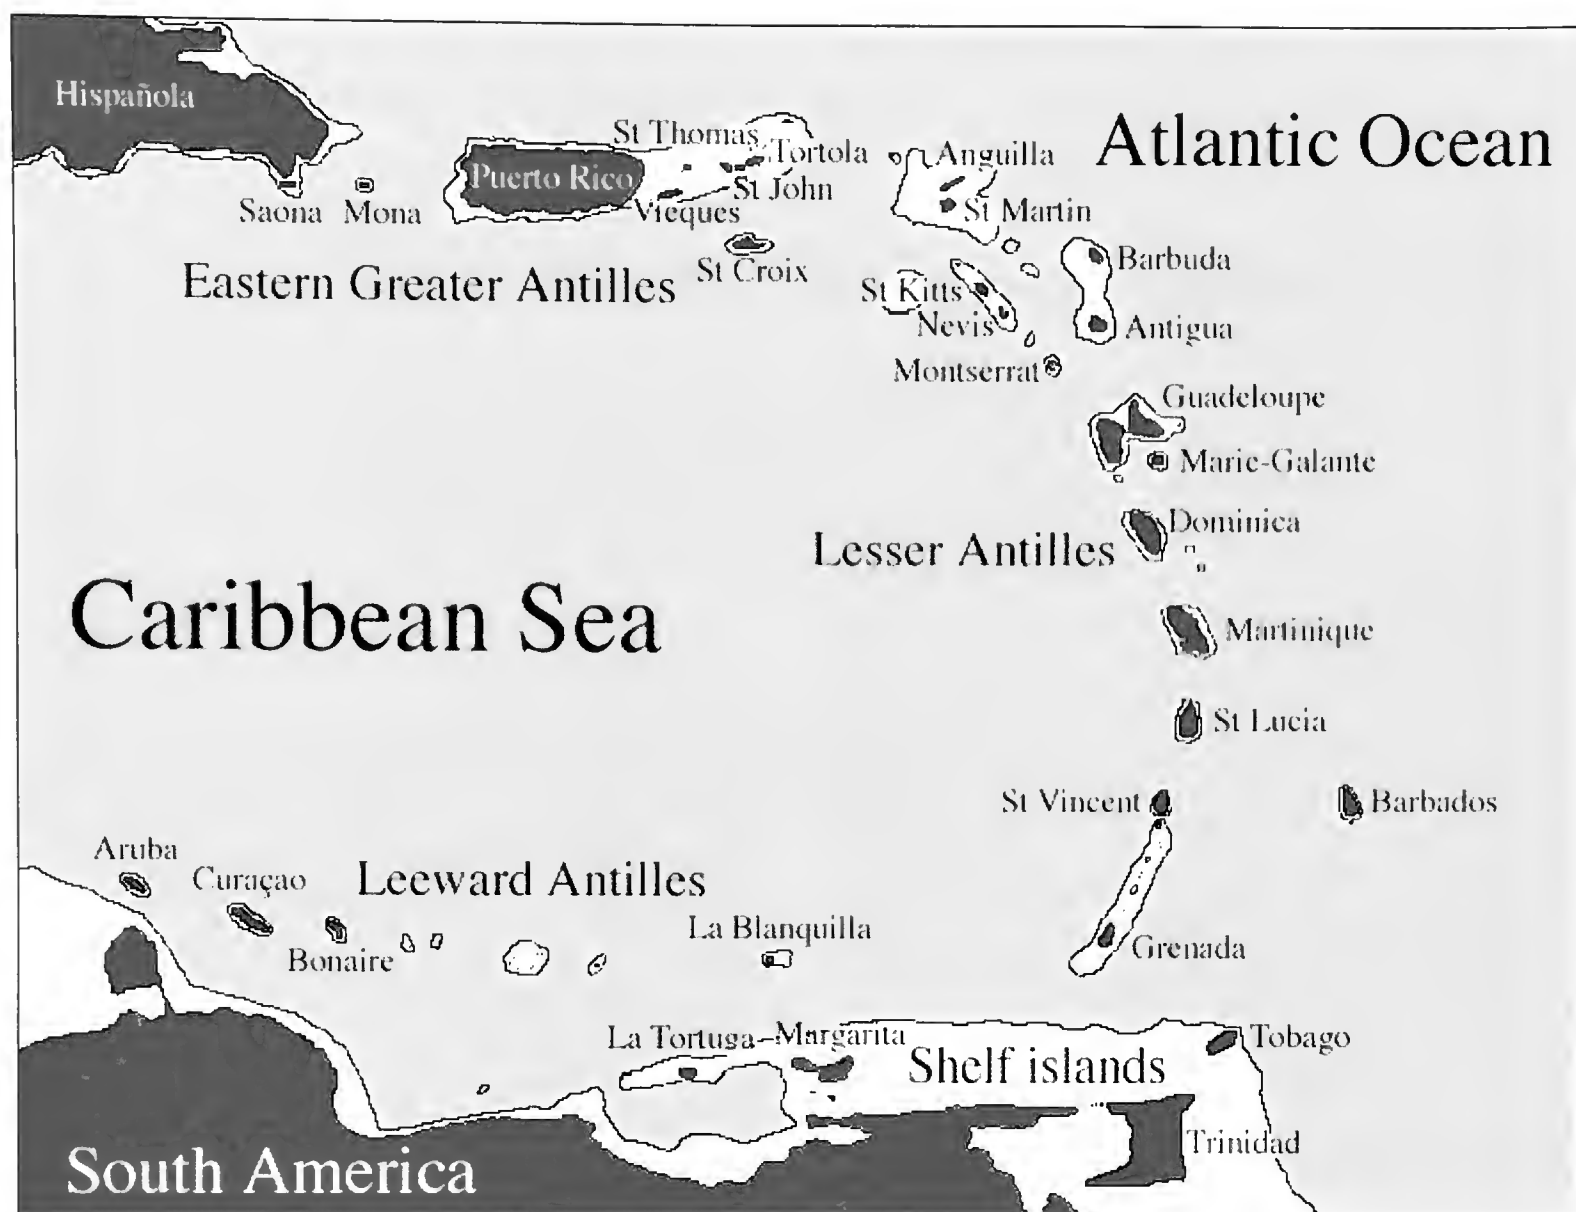 Hispañola
Atlantic Ocean
St Thomas
Tortola
Anguilla
Puerto Rico
St John
Saona
Mona
Vieques
St Martin
Eastern Greater Antilles
St Croix
Barbuda
St Kitts
Nevis
Antigua
Montserrat
Guadeloupe
Marie-Galante
Dominica
Lesser Antilles
Caribbean Sea
Martinique
St Lucia
St Vincent
Barbados
Aruba
Curaçao
Leeward Antilles
La Blanquilla
Bonaire
Grenada
La Tortuga
Margarita
Tobago
Shelf islands
Trinidad
South America